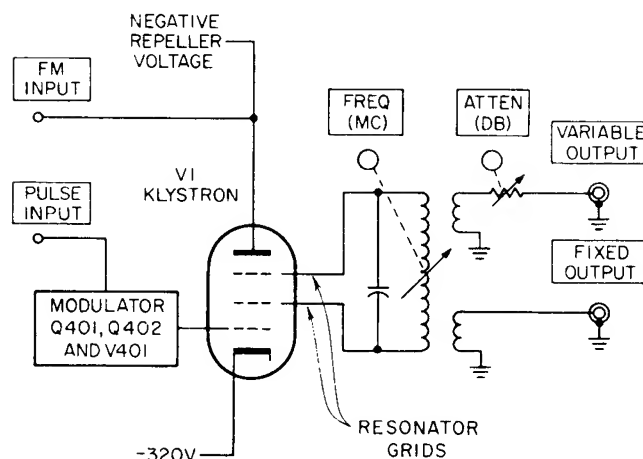 NEGATIVE
REPELLER
VOLTAGE
FM
INPUT
FREQ
(MC)
ATTEN
(DB)
VARIABLE
OUTPUT
V1
KLYSTRON
PULSE
INPUT
FIXED
OUTPUT
MODULATOR
Q401, Q402
AND V401
RESONATOR
GRIDS
-320V